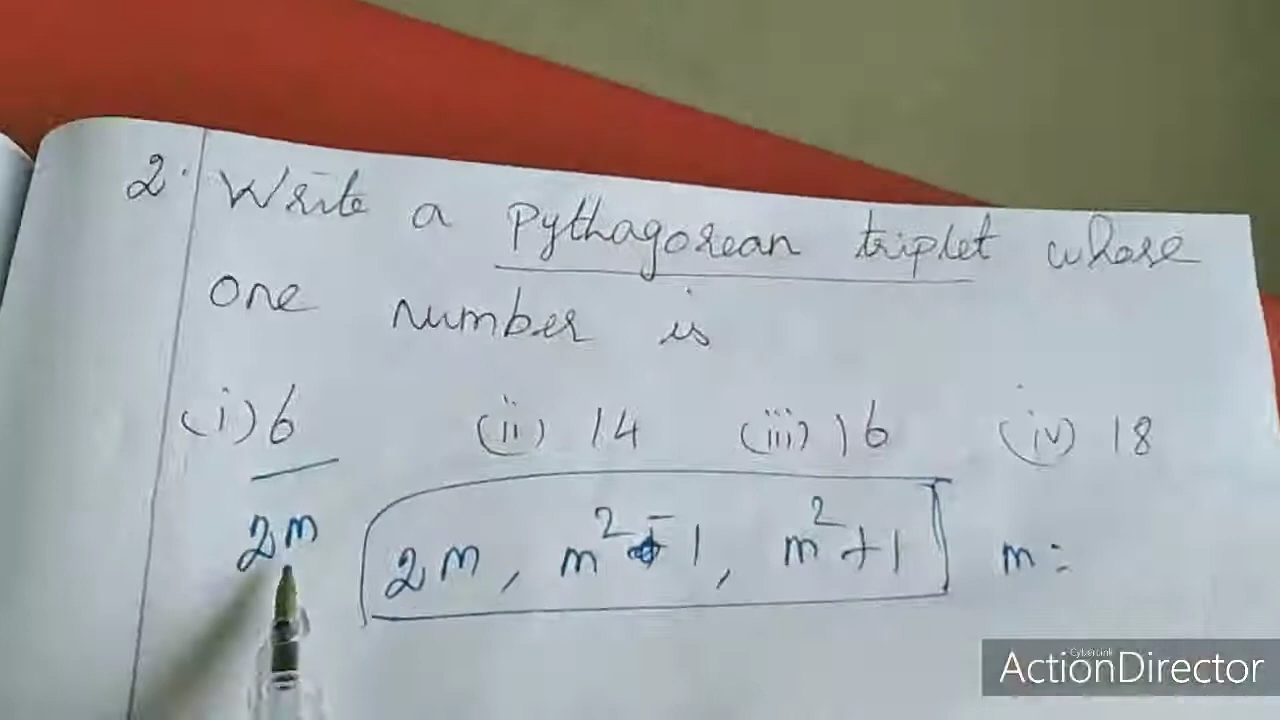 2. Write a Pythagorean triplet whose
one number is
(i) 6 (ii) 14 (iii) 16 (iv) 18
2m 2m, m²-1, m²+1 m:
CyberLink
ActionDirector